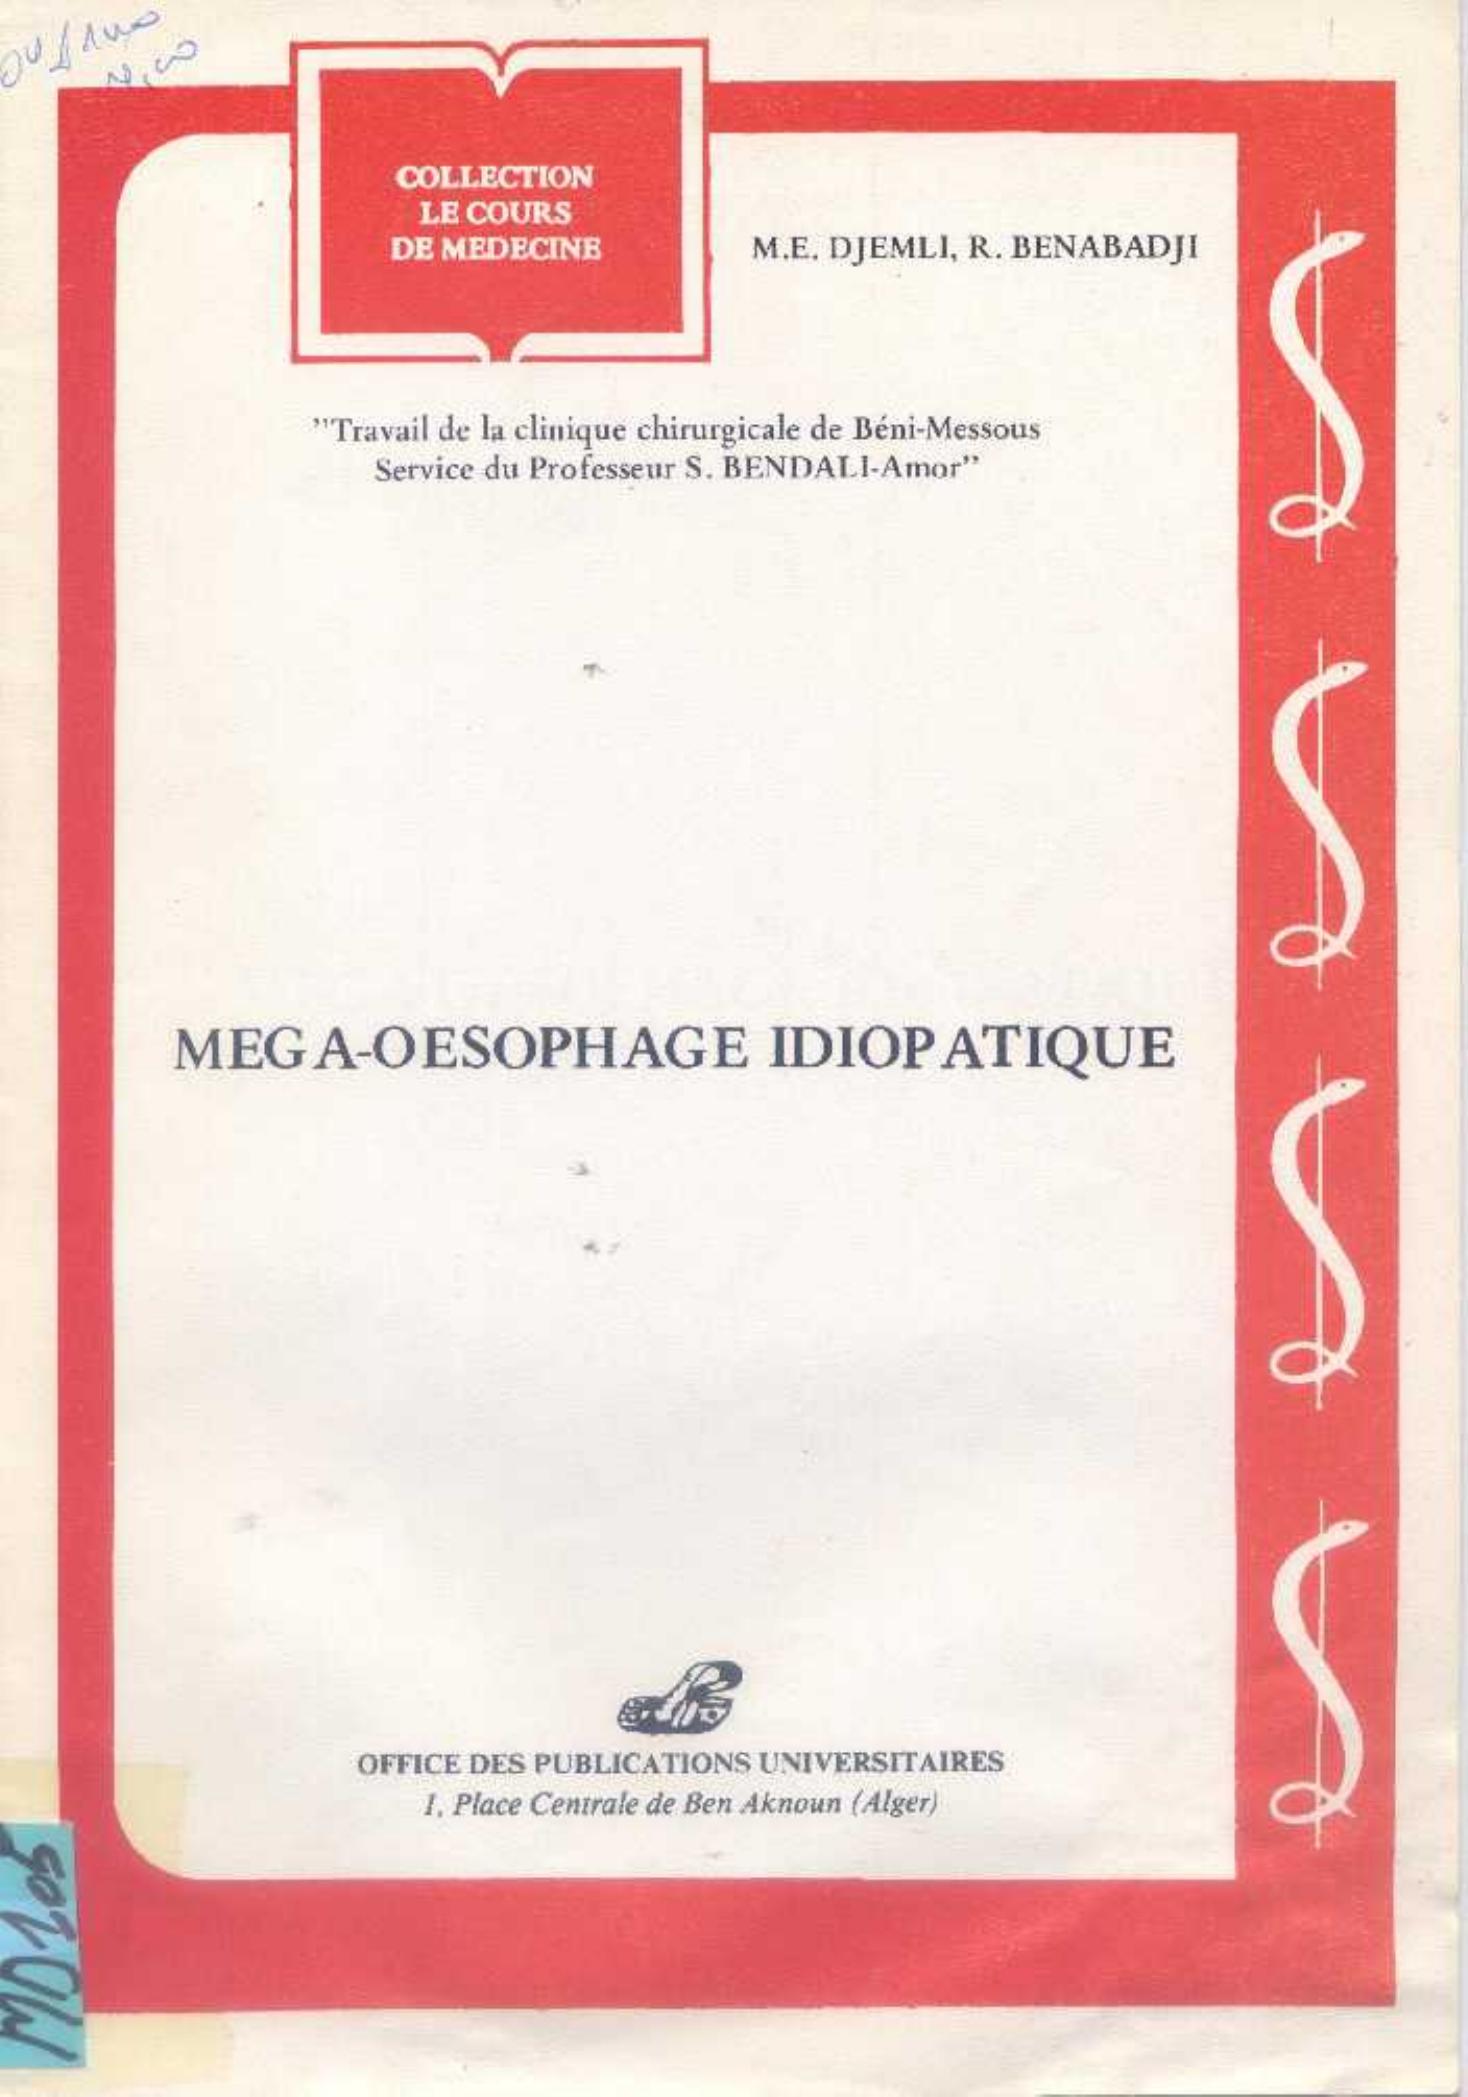 COLLECTION
LE COURS
DE MEDECINE
M.E. DJEMLI, R. BENABADJI
"Travail de la clinique chirurgicale de Béni-Messous
Service du Professeur S. BENDALI-Amor"
MEGA-OESOPHAGE IDIOPATIQUE
OFFICE DES PUBLICATIONS UNIVERSITAIRES
1, Place Centrale de Ben Aknoun (Alger)
MD205